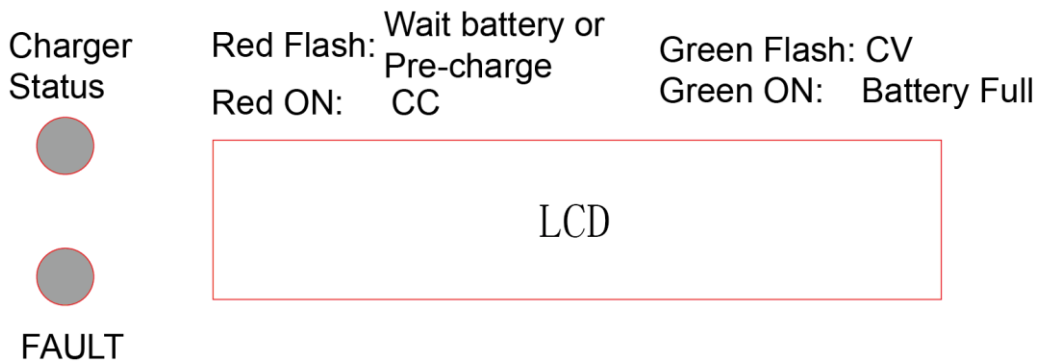 Charger
Status
Red Flash: Wait battery or
Pre-charge
Red ON: CC
Green Flash: CV
Green ON: Battery Full
LCD
FAULT